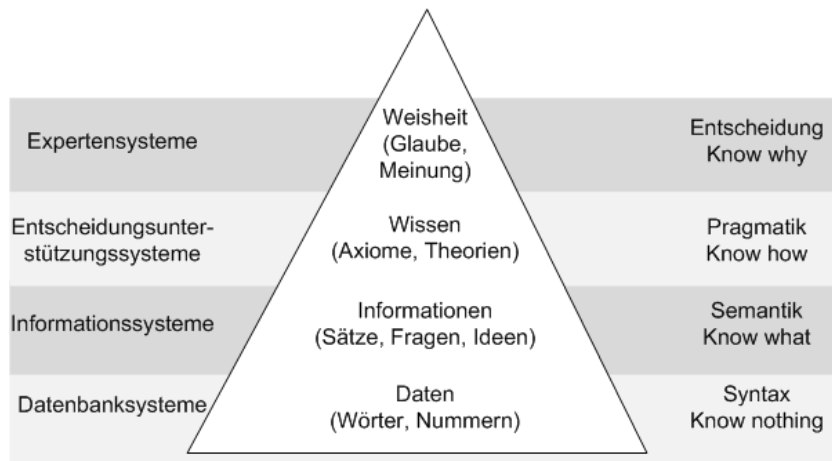 Expertensysteme
Weisheit
(Glaube,
Meinung)
Entscheidung
Know why
Entscheidungsunter-
stützungssysteme
Wissen
(Axiome, Theorien)
Pragmatik
Know how
Informationssysteme
Informationen
(Sätze, Fragen, Ideen)
Semantik
Know what
Datenbanksysteme
Daten
(Wörter, Nummern)
Syntax
Know nothing